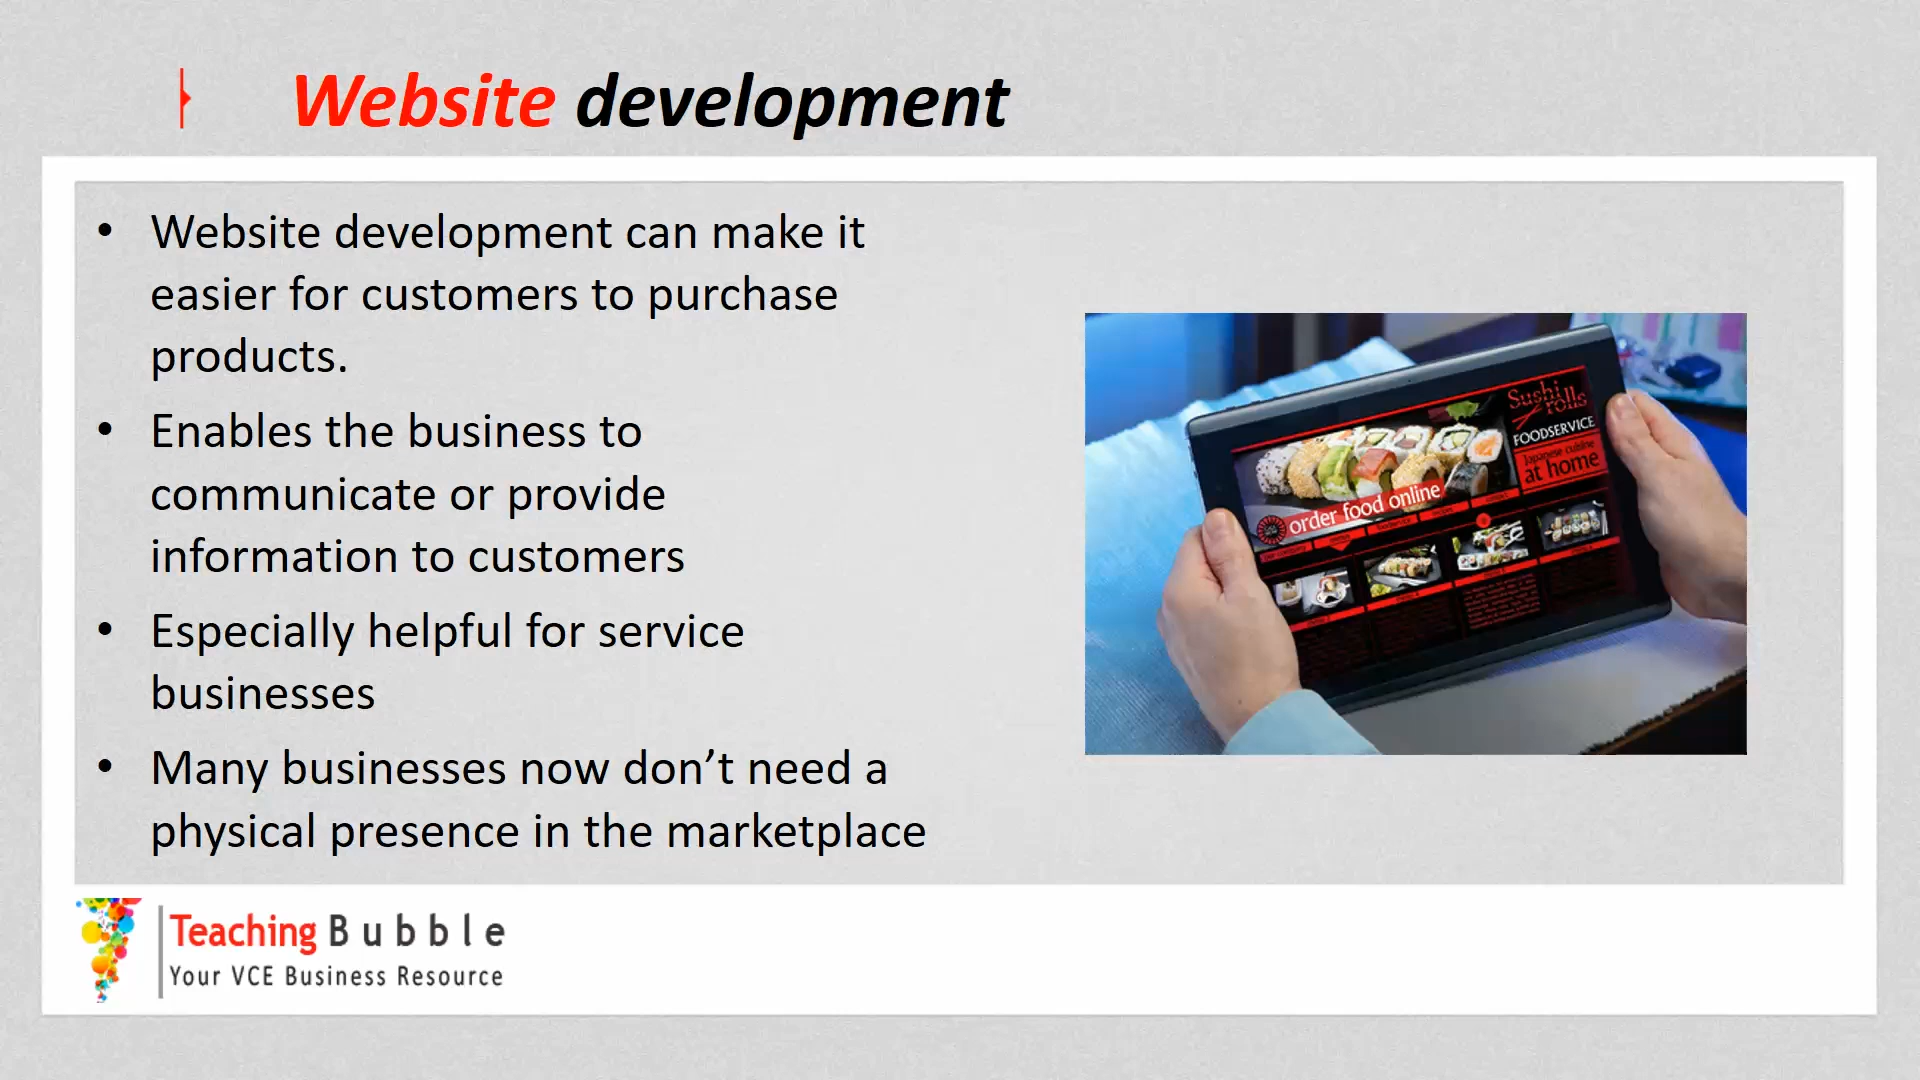 Website development
• Website development can make it
easier for customers to purchase
products.
• Enables the business to
communicate or provide
information to customers
• Especially helpful for service
businesses
• Many businesses now don’t need a
physical presence in the marketplace
Sushi
rolls
FOODSERVICE
Japanese cuisine
at home
order food online
Teaching Bubble
Your VCE Business Resource